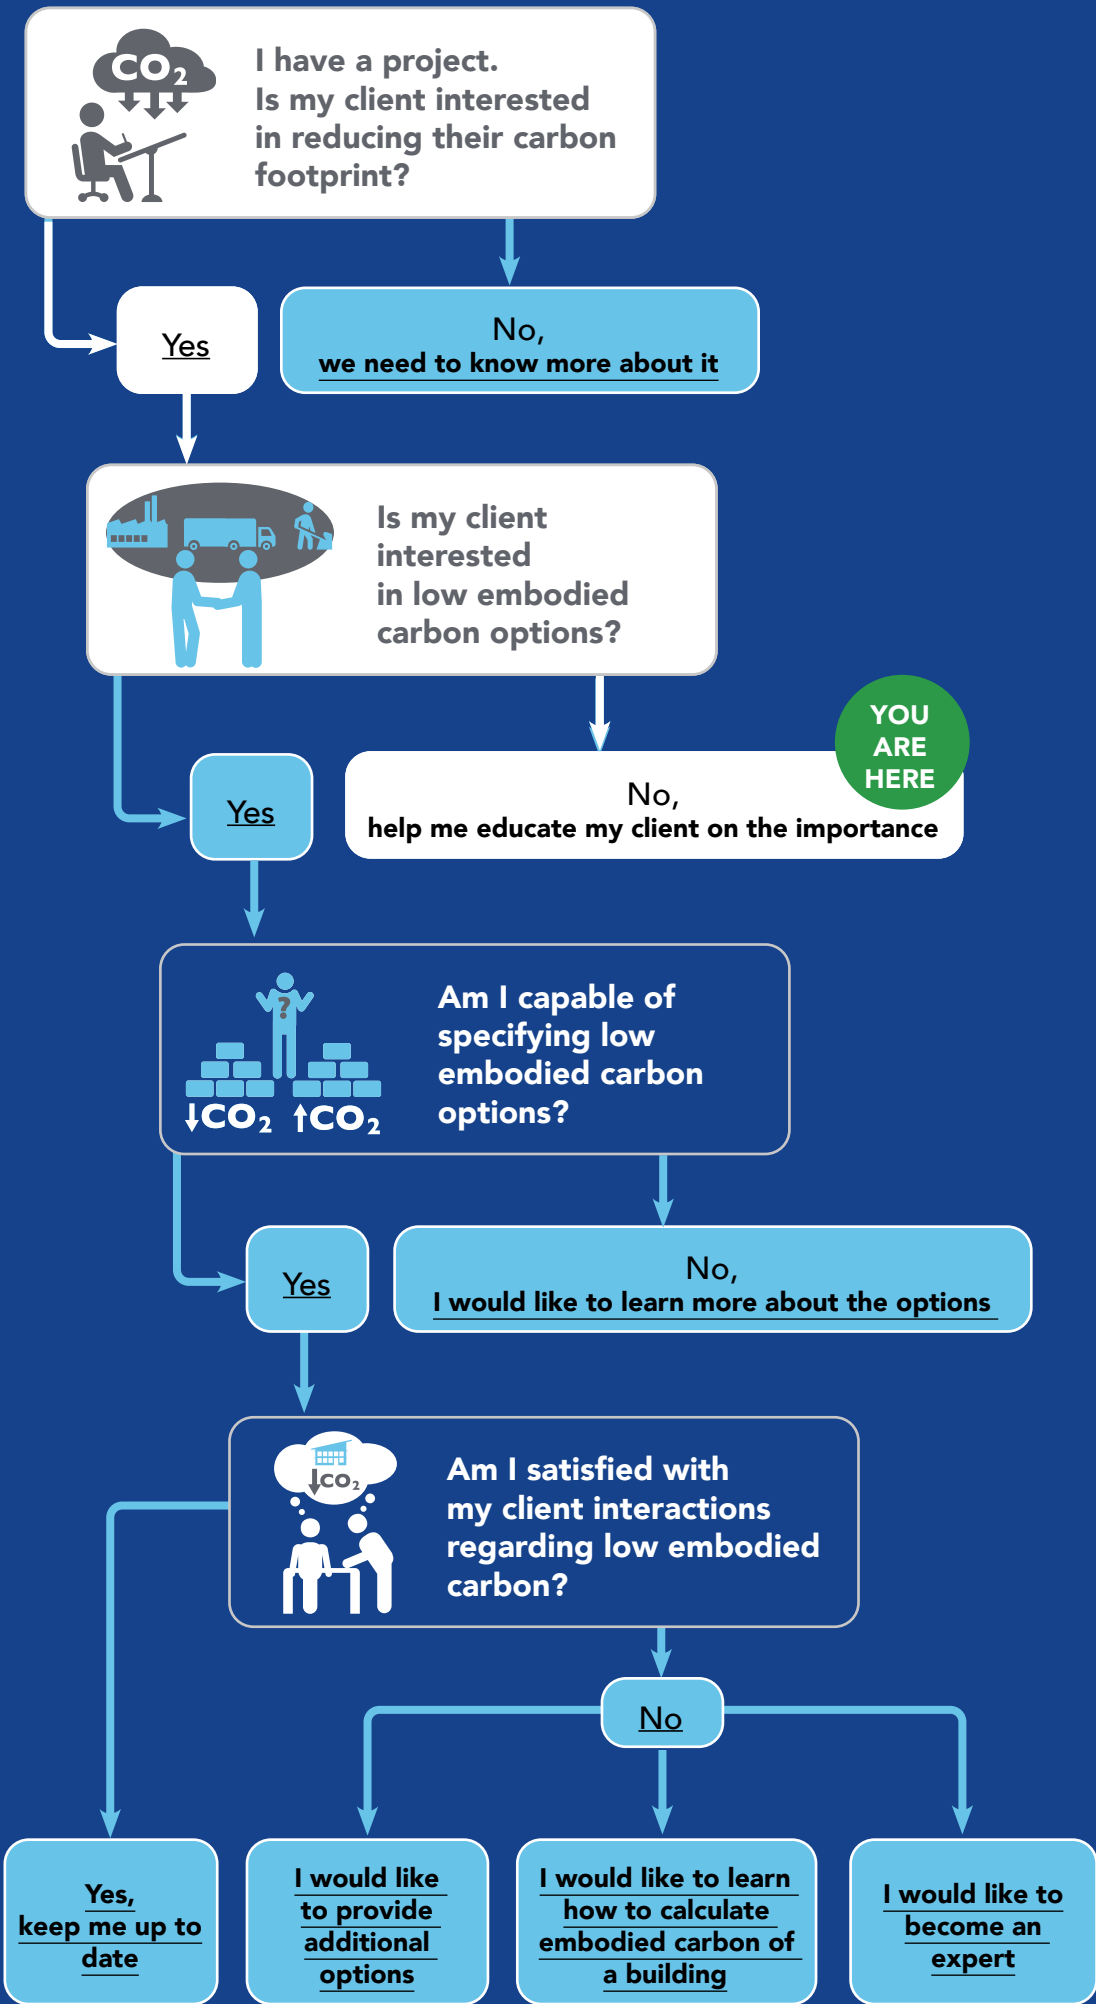 CO2
I have a project.
Is my client interested
in reducing their carbon
footprint?
Yes
No,
we need to know more about it
Is my client
interested
in low embodied
carbon options?
YOU
ARE
HERE
Yes
No,
help me educate my client on the importance
?
↓CO2 ↑CO2
Am I capable of
specifying low
embodied carbon
options?
Yes
No,
I would like to learn more about the options
↓CO2
Am I satisfied with
my client interactions
regarding low embodied
carbon?
No
Yes,
keep me up to
date
I would like
to provide
additional
options
I would like to learn
how to calculate
embodied carbon of
a building
I would like to
become an
expert